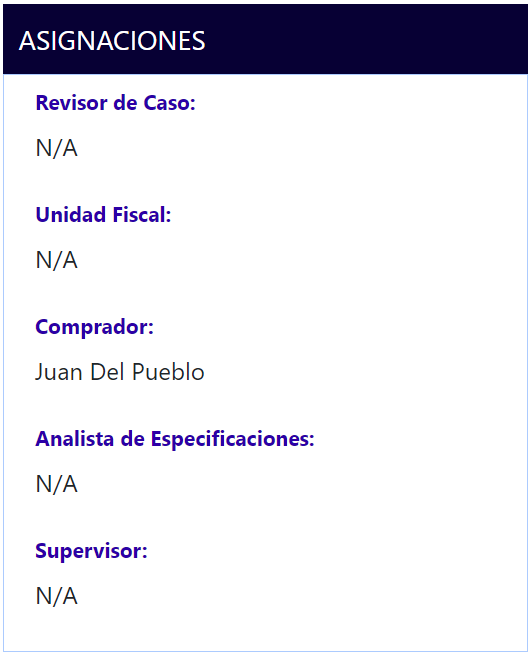 ASIGNACIONES
Revisor de Caso:
N/A
Unidad Fiscal:
N/A
Comprador:
Juan Del Pueblo
Analista de Especificaciones:
N/A
Supervisor:
N/A